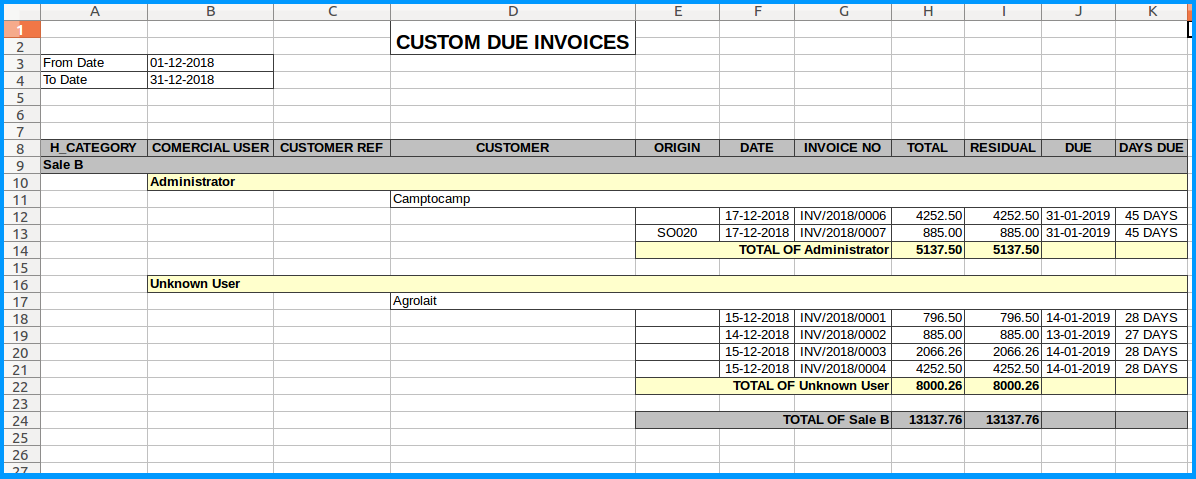 A B C D E F G H I J K
1
2 CUSTOM DUE INVOICES
3 From Date 01-12-2018
4 To Date 31-12-2018
5
6
7
8 H_CATEGORY COMERCIAL USER CUSTOMER REF CUSTOMER ORIGIN DATE INVOICE NO TOTAL RESIDUAL DUE DAYS DUE
9 Sale B
10 Administrator
11 Camptocamp
12 17-12-2018 INV/2018/0006 4252.50 4252.50 31-01-2019 45 DAYS
13 SO020 17-12-2018 INV/2018/0007 885.00 885.00 31-01-2019 45 DAYS
14 TOTAL OF Administrator 5137.50 5137.50
15
16 Unknown User
17 Agrolait
18 15-12-2018 INV/2018/0001 796.50 796.50 14-01-2019 28 DAYS
19 14-12-2018 INV/2018/0002 885.00 885.00 13-01-2019 27 DAYS
20 15-12-2018 INV/2018/0003 2066.26 2066.26 14-01-2019 28 DAYS
21 15-12-2018 INV/2018/0004 4252.50 4252.50 14-01-2019 28 DAYS
22 TOTAL OF Unknown User 8000.26 8000.26
23
24 TOTAL OF Sale B 13137.76 13137.76
25
26
27